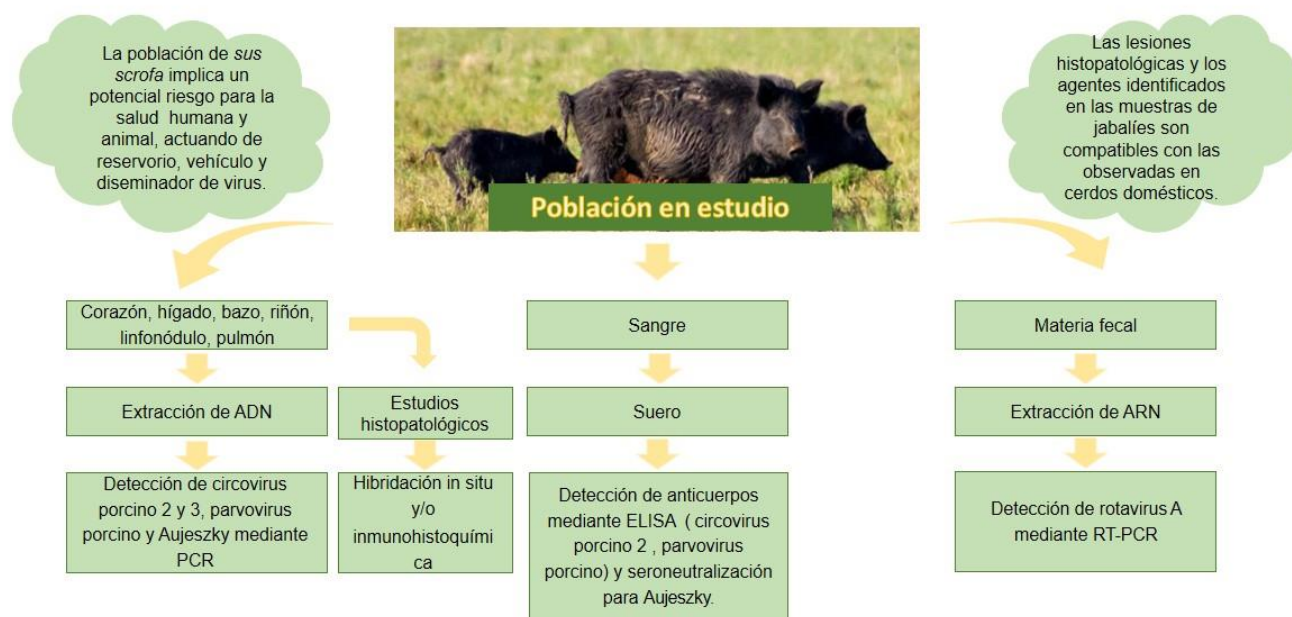 La población de sus
scrofa implica un
potencial riesgo para la
salud humana y
animal, actuando de
reservorio, vehículo y
diseminador de virus.
Población en estudio
Las lesiones
histopatológicas y los
agentes identificados
en las muestras de
jabalíes son
compatibles con las
observadas en
cerdos domésticos.
Corazón, hígado, bazo, riñón,
linfonódulo, pulmón
Extracción de ADN
Detección de circovirus
porcino 2 y 3, parvovirus
porcino y Aujeszky mediante
PCR
Estudios
histopatológicos
Hibridación in situ
y/o
inmunohistoquími
ca
Sangre
Suero
Detección de anticuerpos
mediante ELISA ( circovirus
porcino 2 , parvovirus
porcino) y seroneutralización
para Aujeszky.
Materia fecal
Extracción de ARN
Detección de rotavirus A
mediante RT-PCR